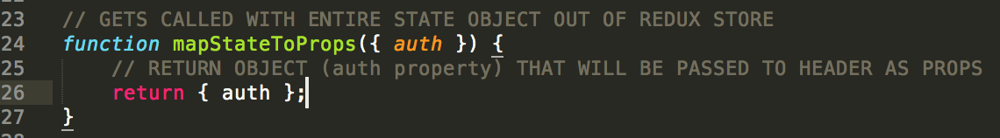 23 // GETS CALLED WITH ENTIRE STATE OBJECT OUT OF REDUX STORE
24 function mapStateToProps({ auth }) {
25 // RETURN OBJECT (auth property) THAT WILL BE PASSED TO HEADER AS PROPS
26 return { auth };
27 }